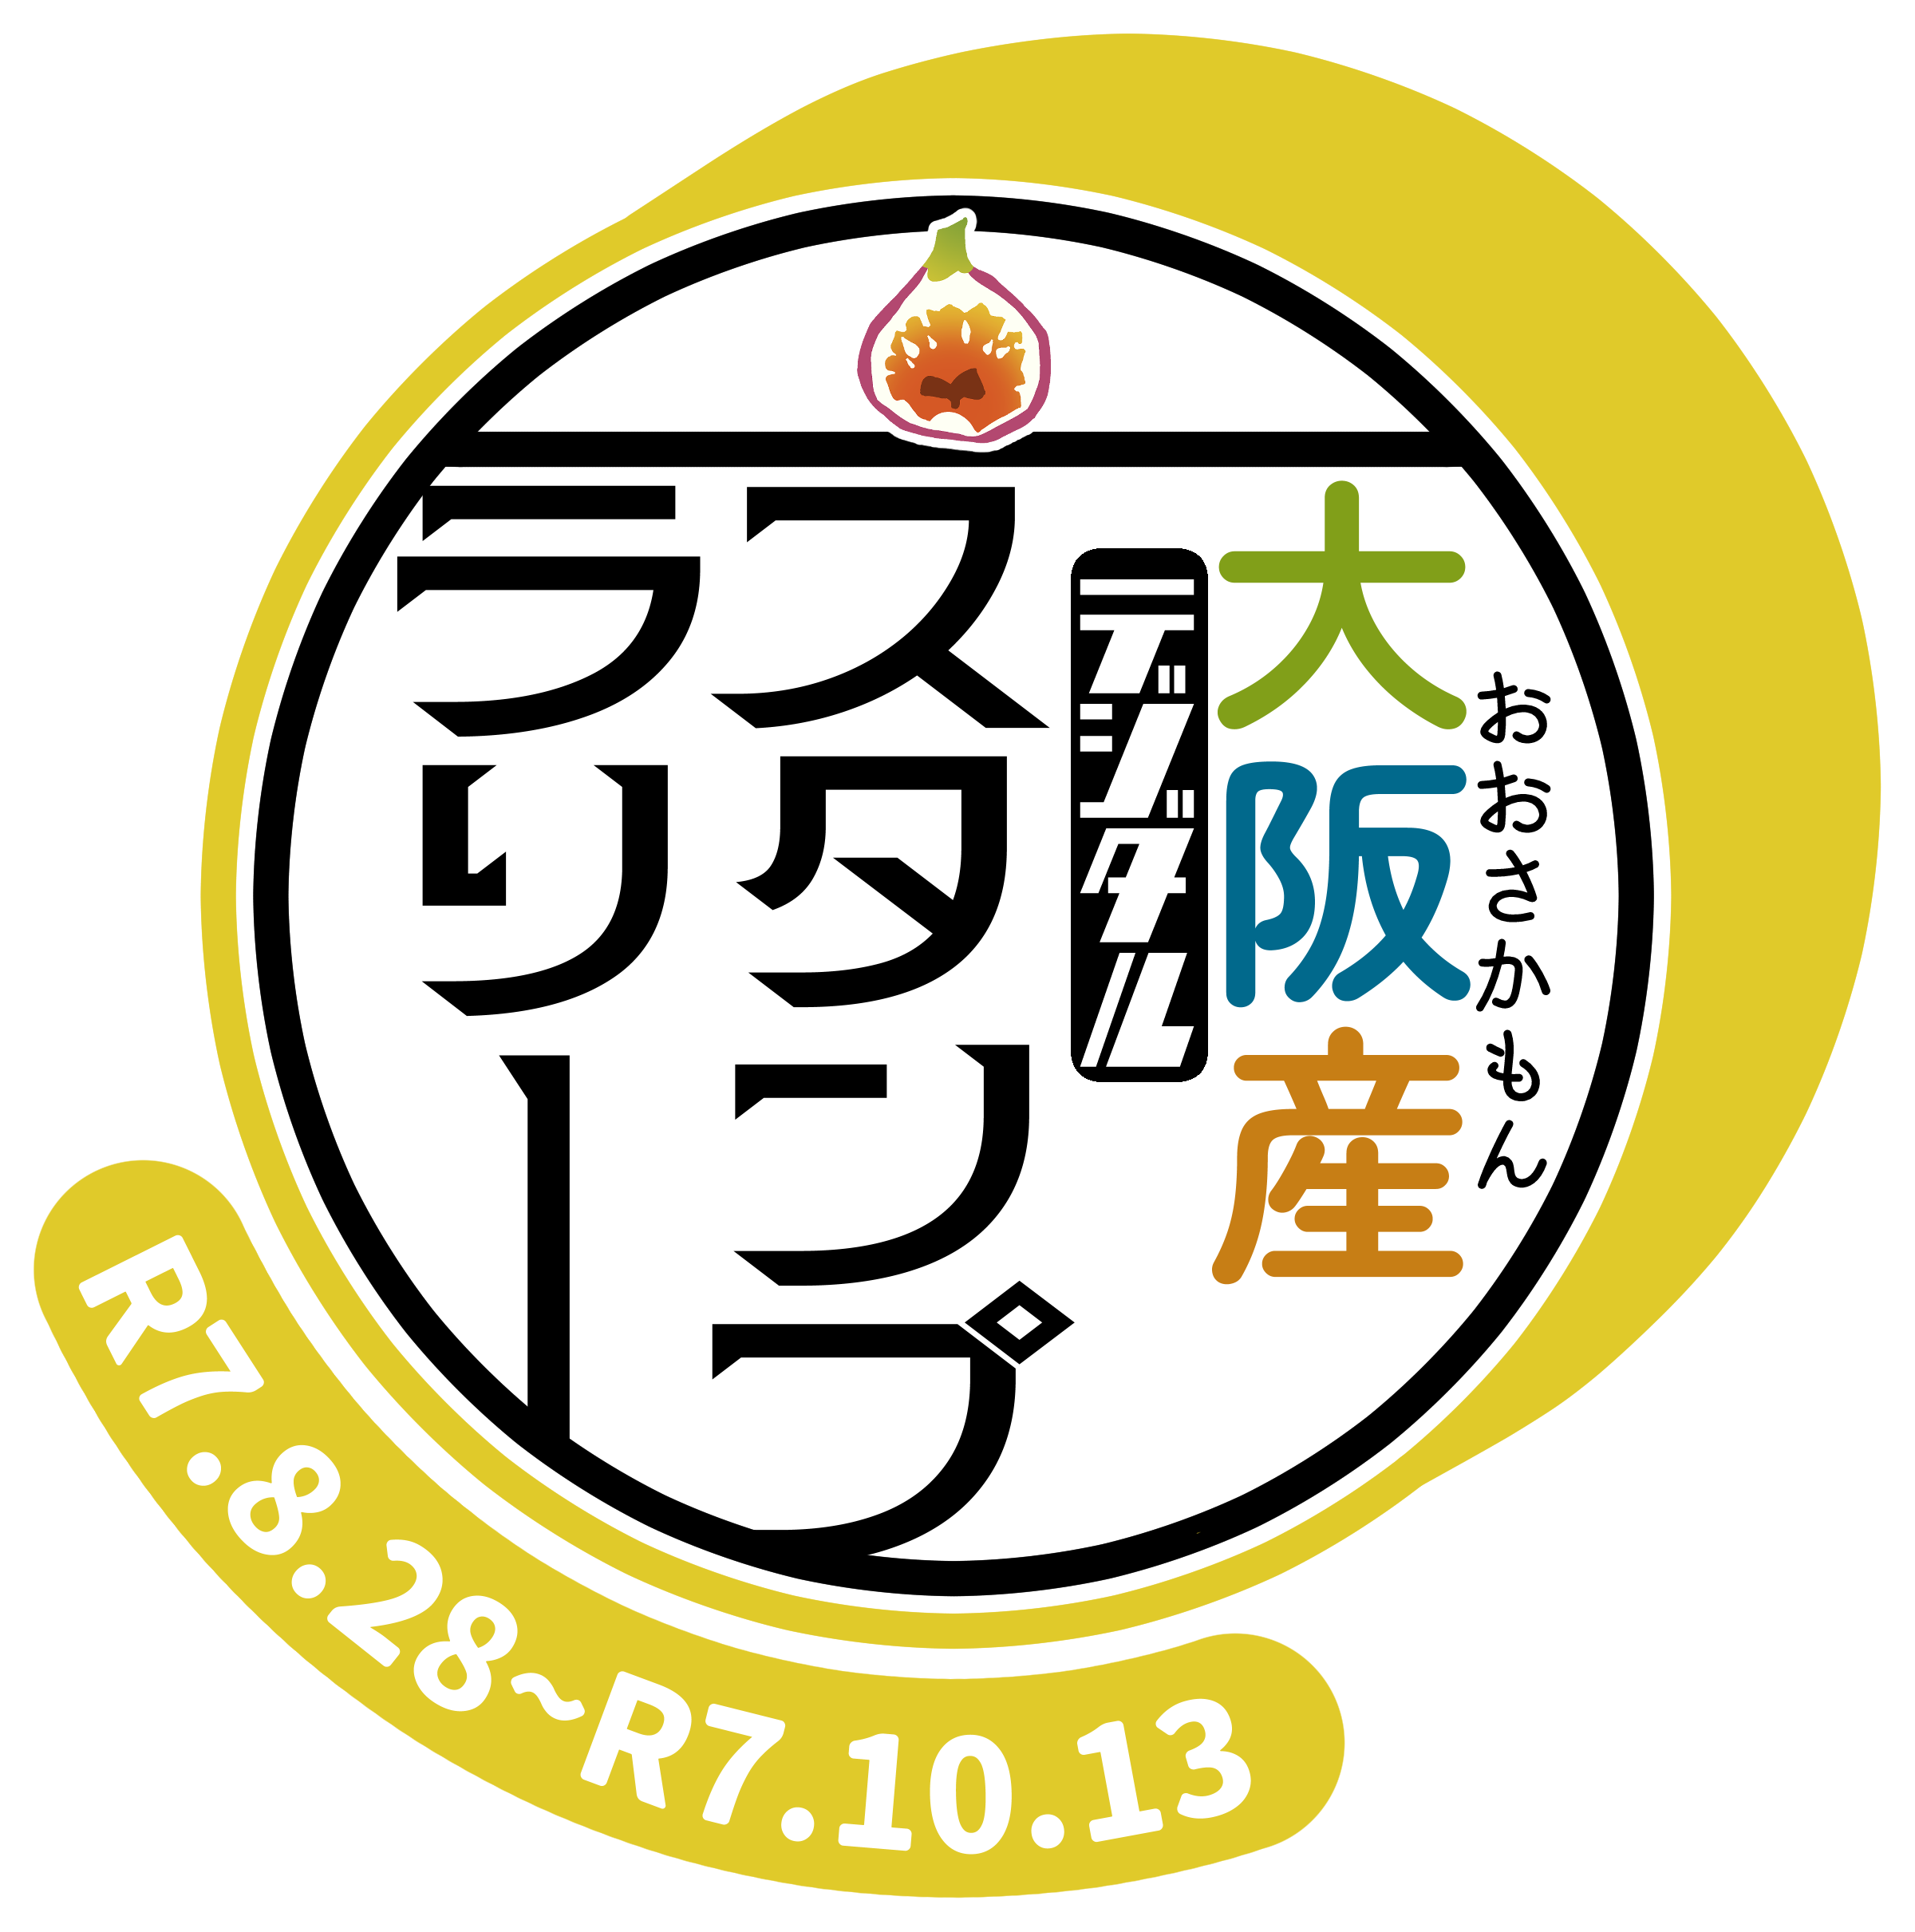 大阪産
おおさかもん
デジタル
スタンプ
ラリー
R7.8.28~R7.10.13